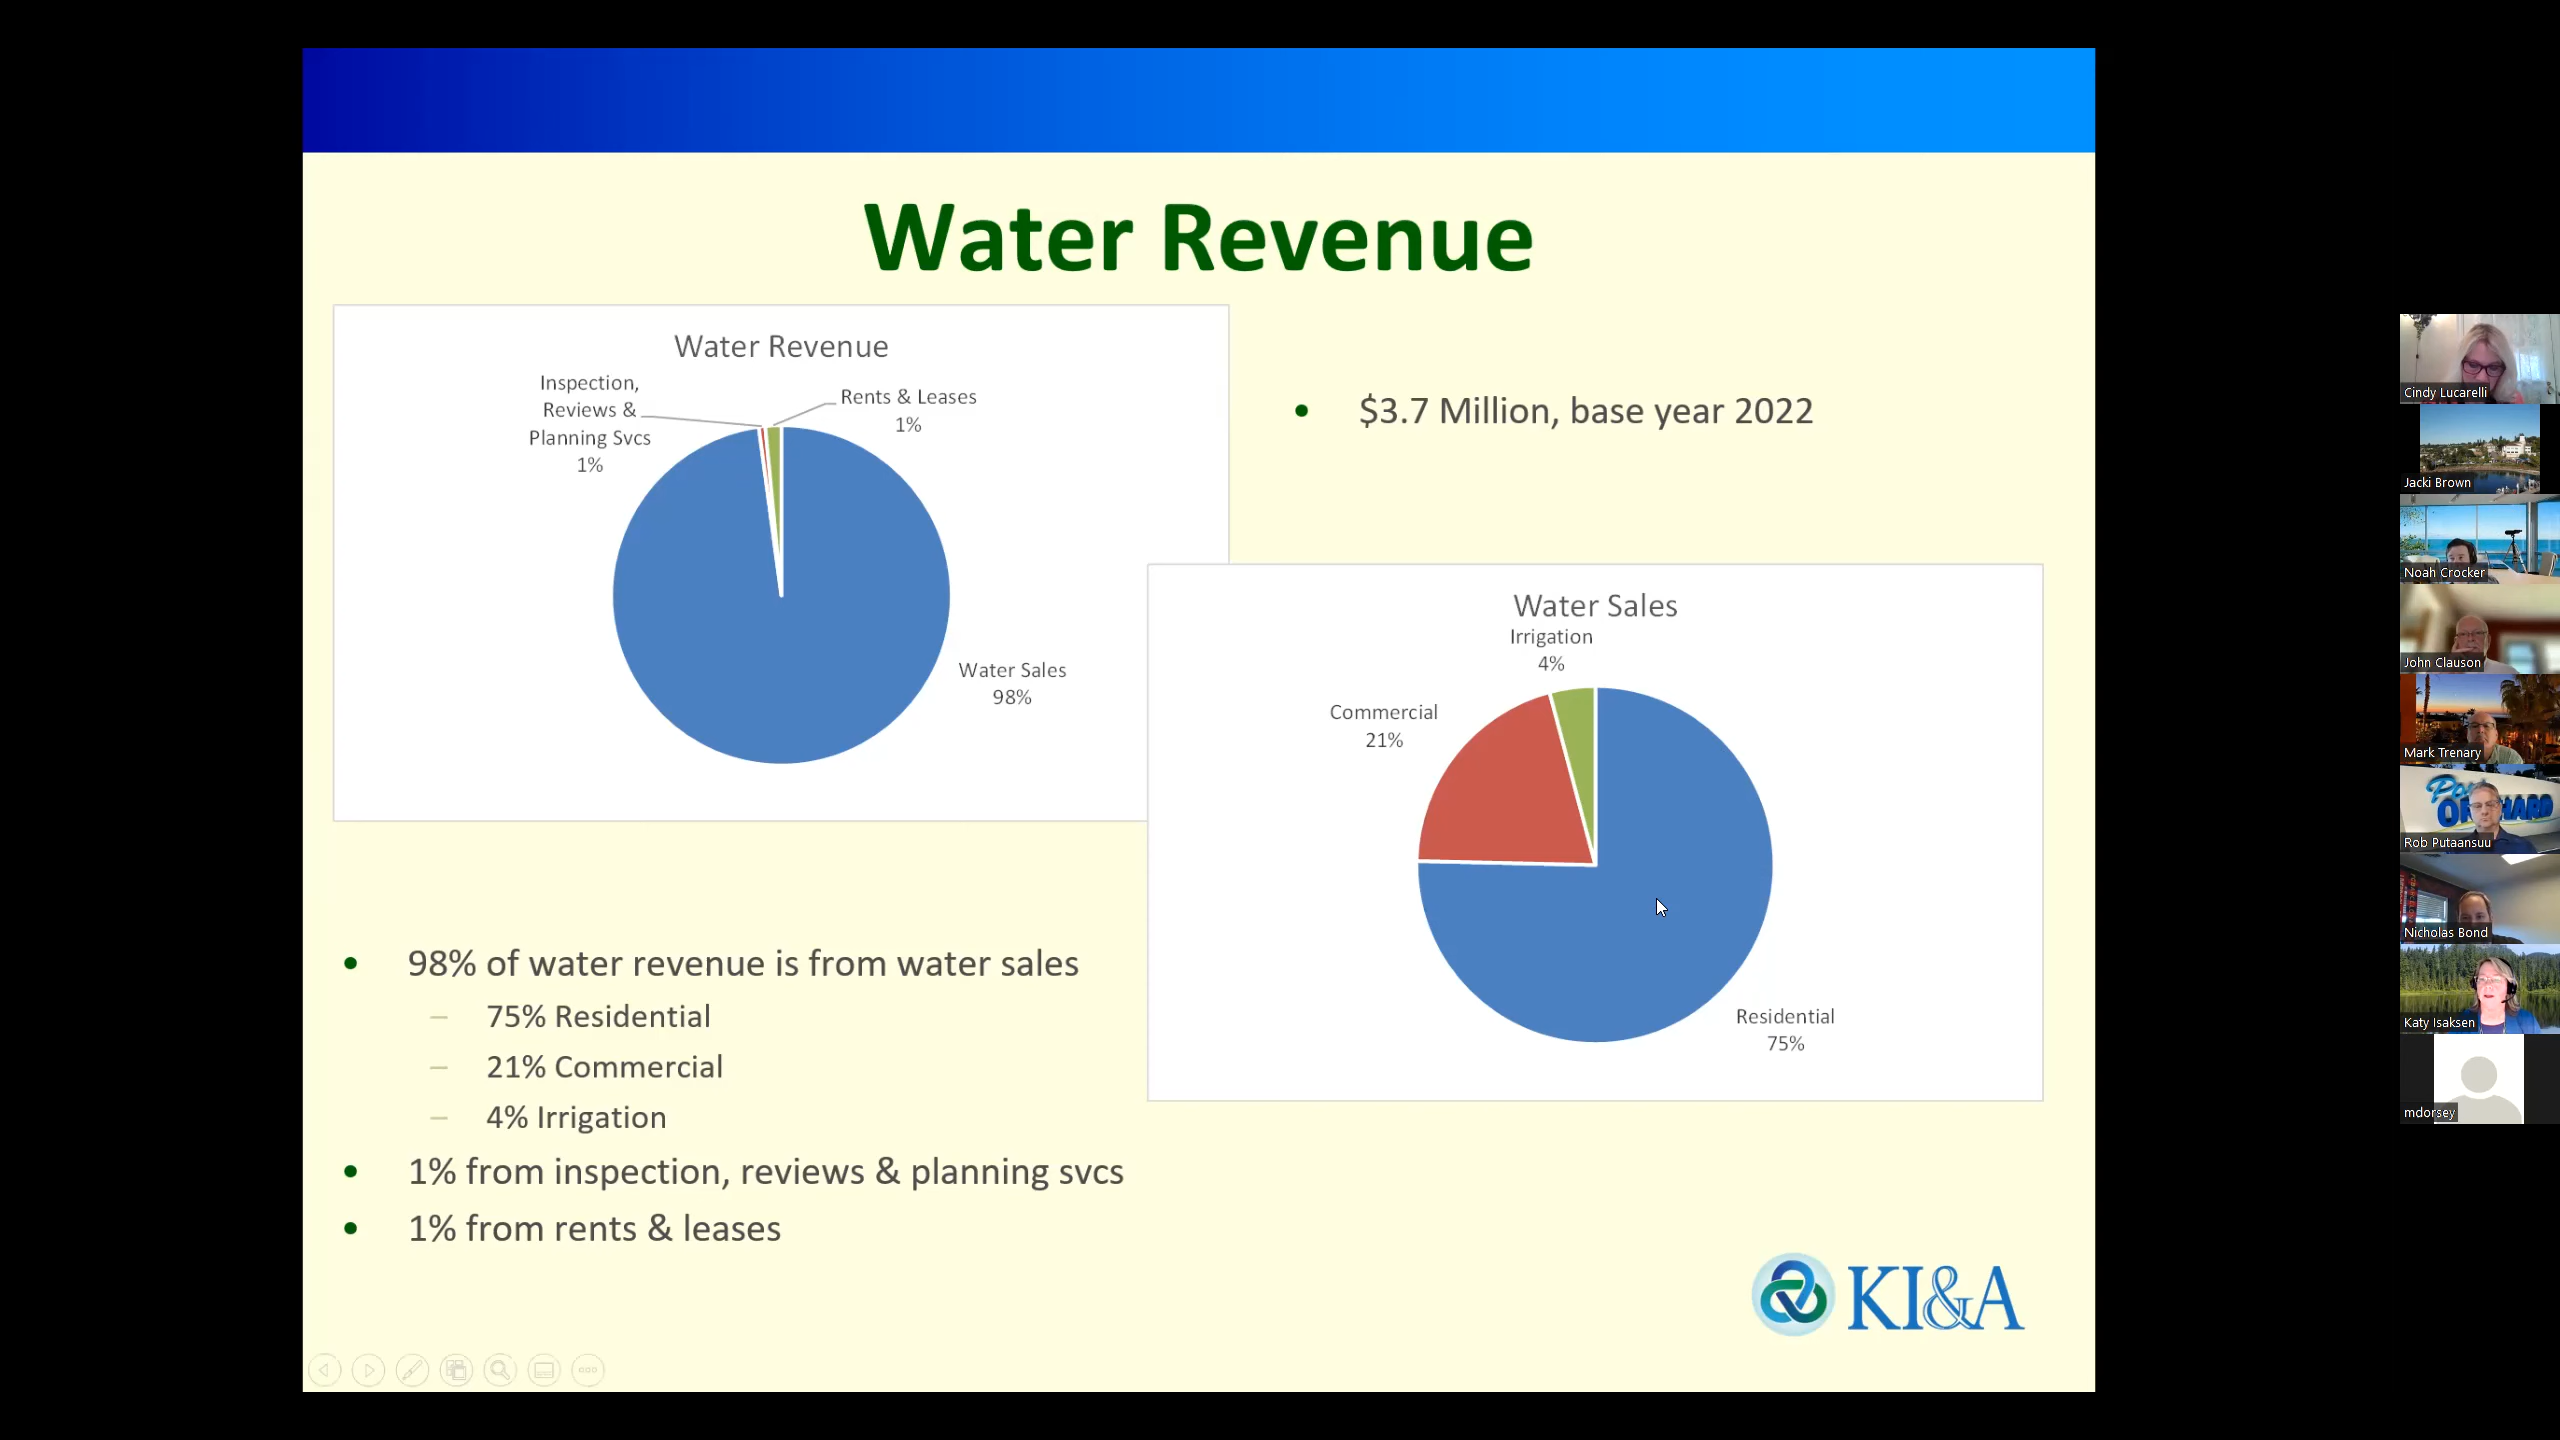 Water Revenue
Water Revenue
Inspection,
Reviews &
Planning Svcs
1%
Rents & Leases
1%
Water Sales
98%
• $3.7 Million, base year 2022
Water Sales
Irrigation
4%
Commercial
21%
Residential
75%
• 98% of water revenue is from water sales
– 75% Residential
– 21% Commercial
– 4% Irrigation
• 1% from inspection, reviews & planning svcs
• 1% from rents & leases
KI&A
Cindy Lucarelli
Jacki Brown
Noah Crocker
John Clauson
Mark Trenary
Rob Putaansuu
Nicholas Bond
Katy Isaksen
mdorsey